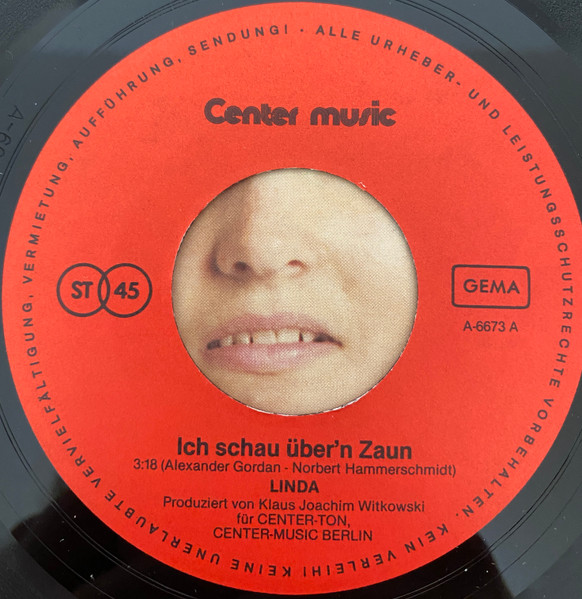 KEINE UNERLAUBTE VERVIELFÄLTIGUNG, VERMIETUNG, AUFFÜHRUNG, SENDUNG! · ALLE URHEBER- UND LEISTUNGSSCHUTZRECHTE VORBEHALTEN. KEIN VERLEIH!
Center music
ST 45
GEMA
A-6673 A
Ich schau über'n Zaun
3:18 (Alexander Gordan - Norbert Hammerschmidt)
LINDA
Produziert von Klaus Joachim Witkowski
für CENTER-TON,
CENTER-MUSIC BERLIN